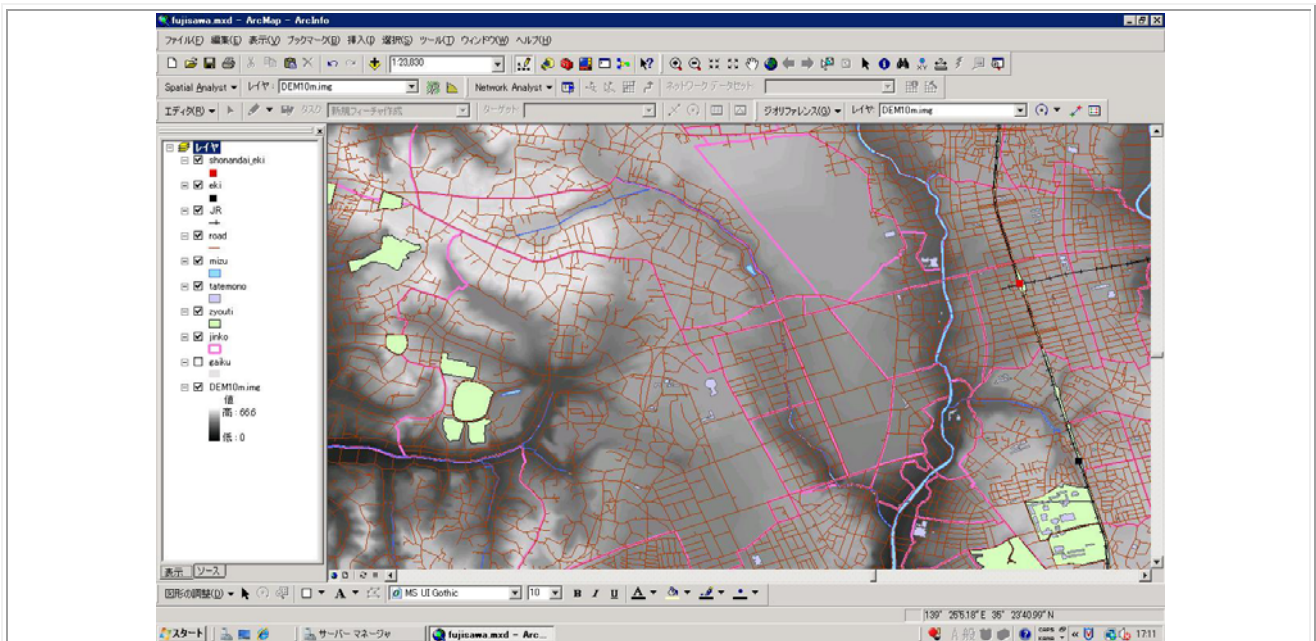 fujisawa.mxd - ArcMap - ArcInfo
ファイル(F) 編集(E) 表示(V) ブックマーク(B) 挿入(I) 選択(S) ツール(T) ウィンドウ(W) ヘルプ(H)
1:23,830
Spatial Analyst レイヤ: DEM10m.img Network Analyst ネットワーク データセット
エディタ(R) タスク 新規フィーチャ作成 ターゲット: ジオリファレンス(G) レイヤ: DEM10m.img
レイヤ
shonandai_eki
eki
JR
road
mizu
tatemono
zyouti
jinko
gaiku
DEM10m.img
値
高 : 66.6
低 : 0
表示 ソース
図形の調整(D) A MS UI Gothic 10 B I U A
139° 25'5.18"E 35° 23'40.99"N
スタート サーバー マネージャ fujisawa.mxd - Arc... A 般 CAPS KANA 17:11